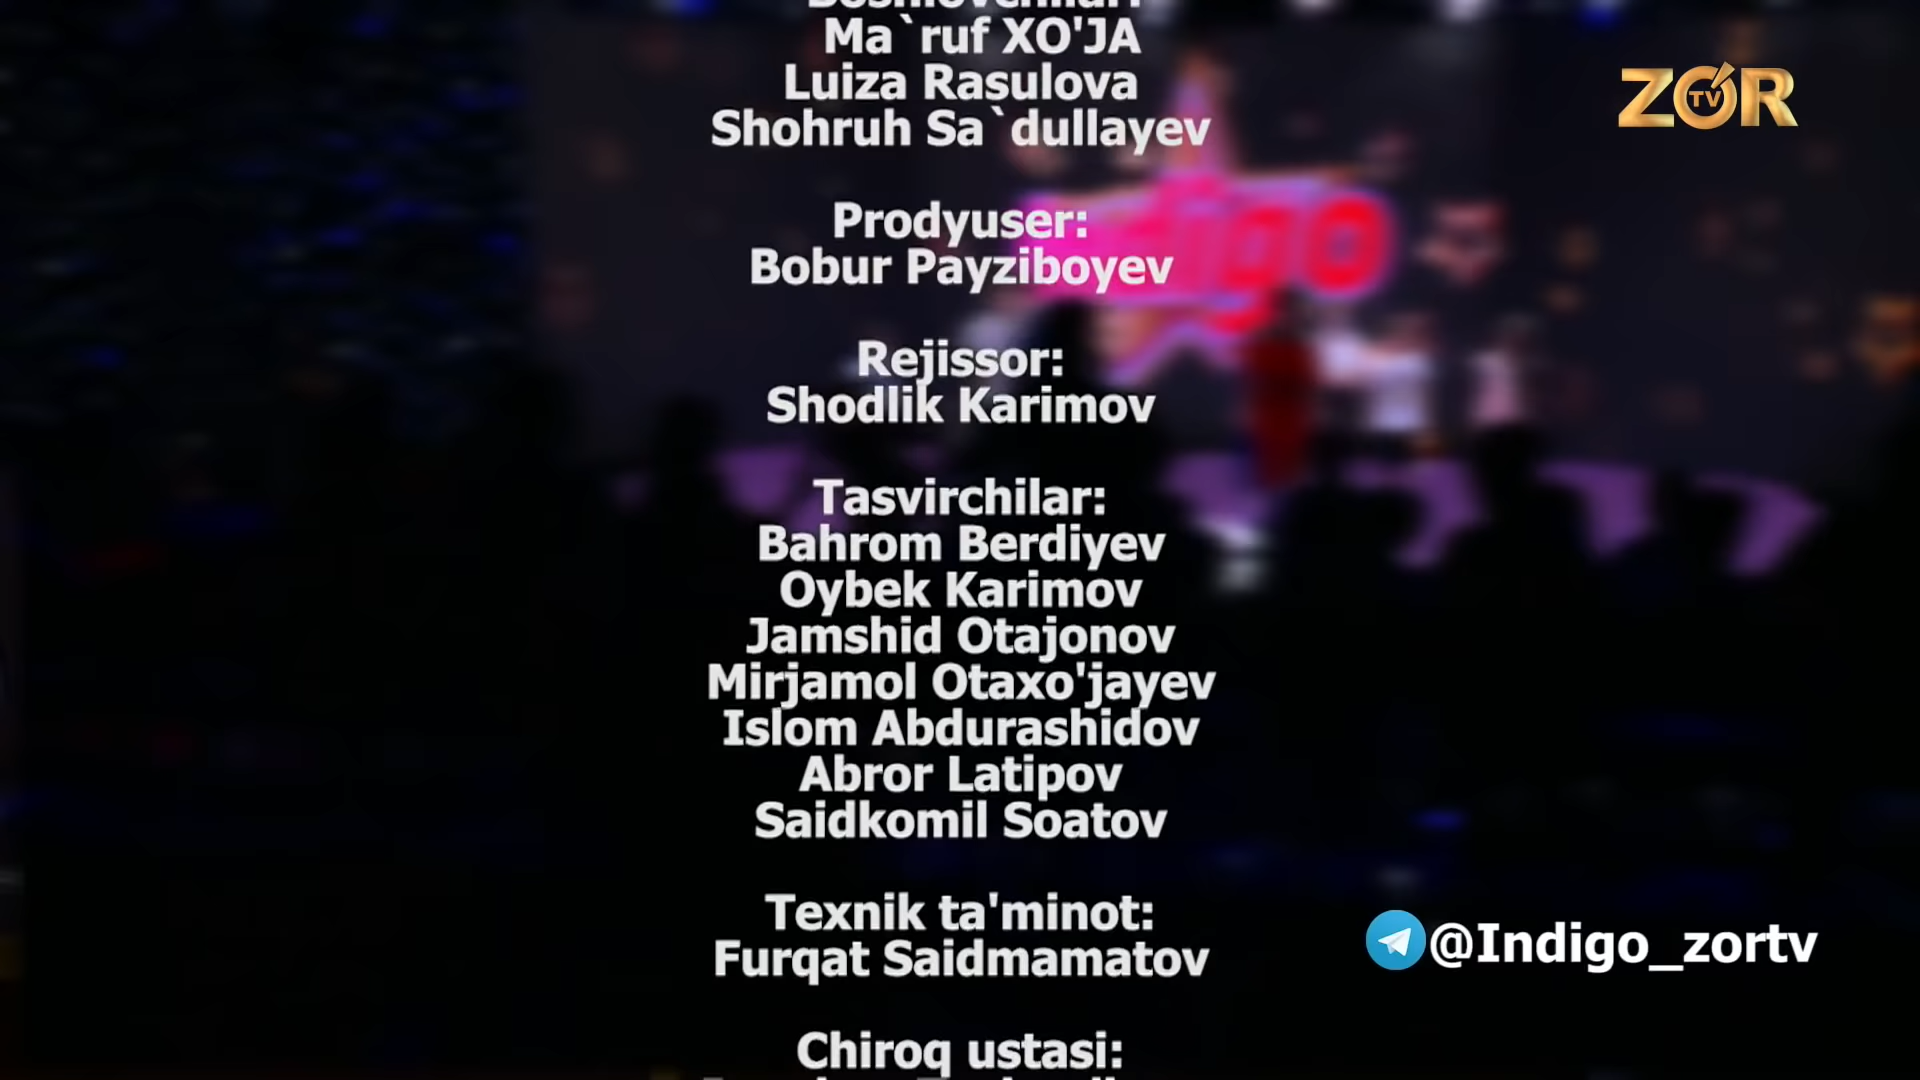 Ma`ruf XO'JA
Luiza Rasulova
Shohruh Sa`dullayev
ZO'R TV
Prodyuser:
Bobur Payziboyev
Rejissor:
Shodlik Karimov
Tasvirchilar:
Bahrom Berdiyev
Oybek Karimov
Jamshid Otajonov
Mirjamol Otaxo'jayev
Islom Abdurashidov
Abror Latipov
Saidkomil Soatov
Texnik ta'minot:
Furqat Saidmamatov
@Indigo_zortv
Chiroq ustasi: